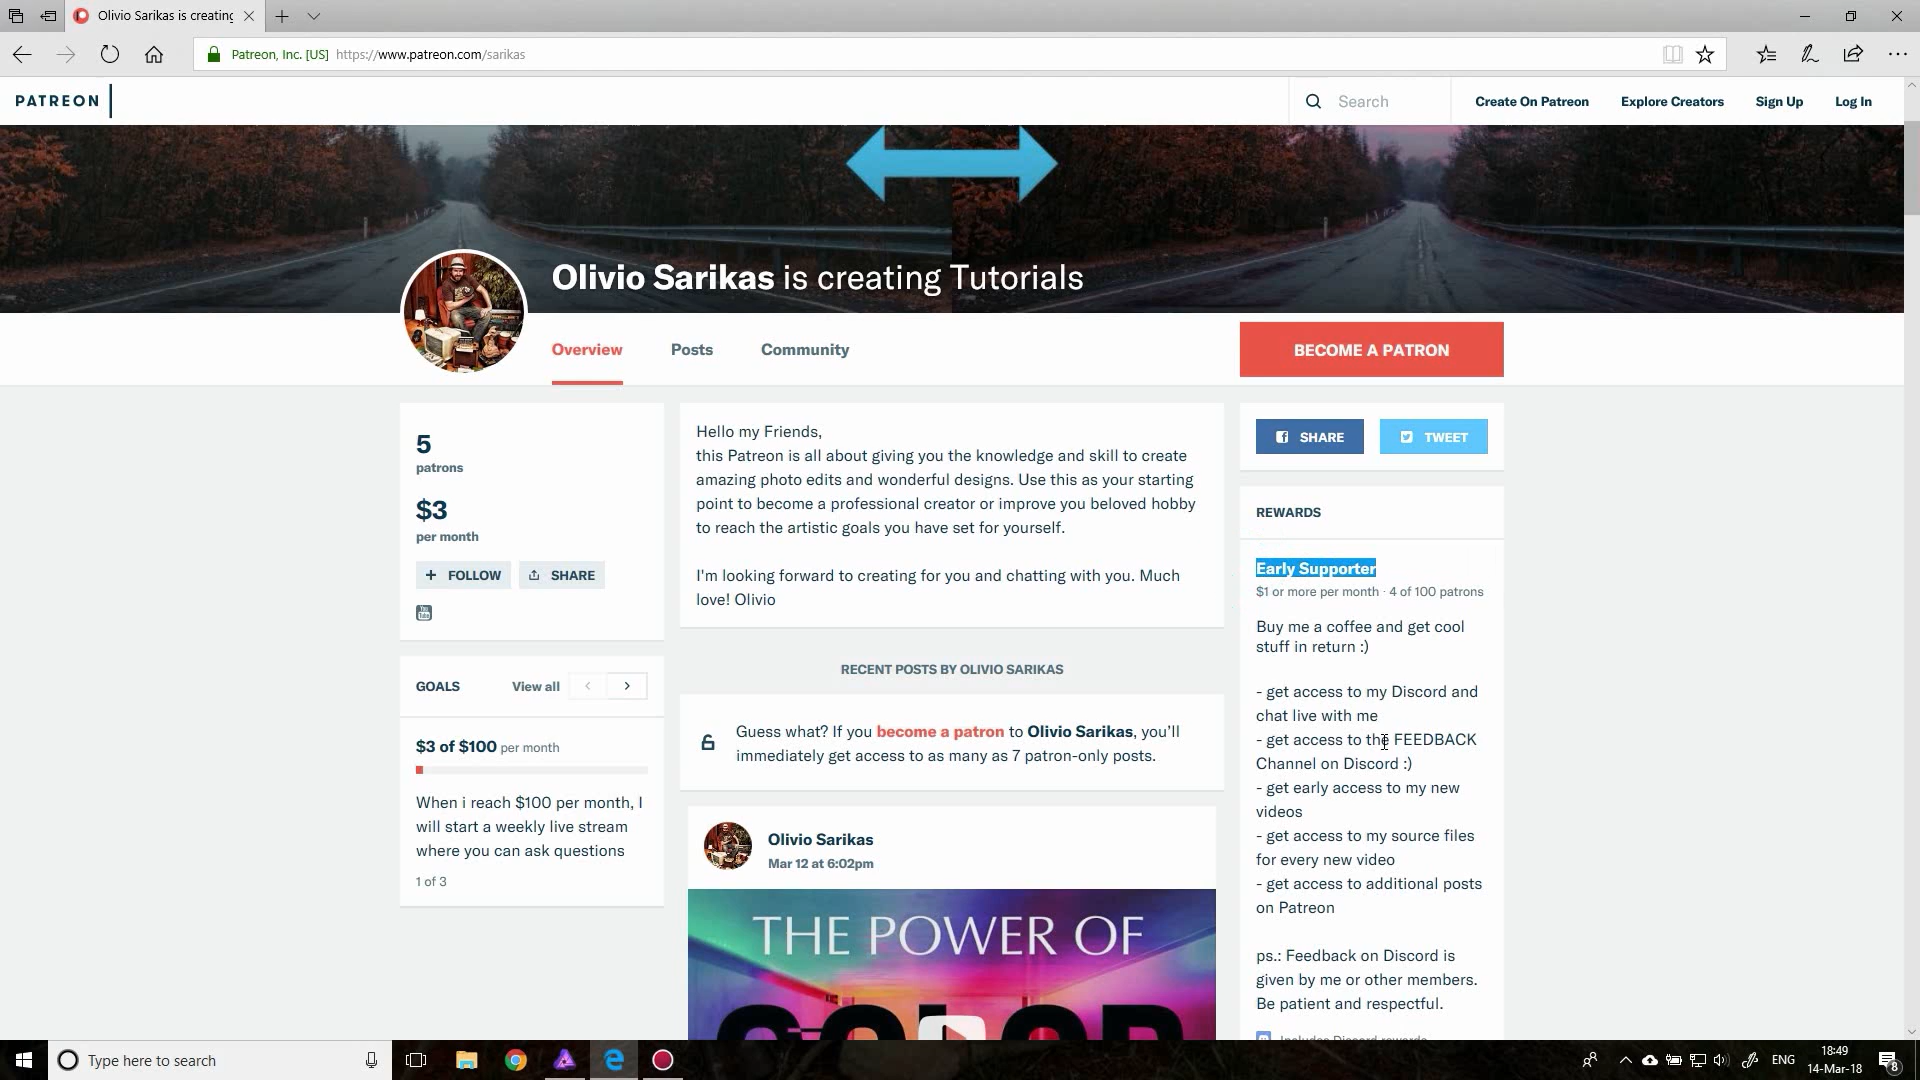 Olivio Sarikas is creating
Patreon, Inc. [US] https://www.patreon.com/sarikas
PATREON
Search
Create On Patreon
Explore Creators
Sign Up
Log In
Olivio Sarikas is creating Tutorials
Overview
Posts
Community
BECOME A PATRON
5
patrons
$3
per month
+ FOLLOW
SHARE
You Tube
GOALS
View all
$3 of $100 per month
When i reach $100 per month, I
will start a weekly live stream
where you can ask questions
1 of 3
Hello my Friends,
this Patreon is all about giving you the knowledge and skill to create
amazing photo edits and wonderful designs. Use this as your starting
point to become a professional creator or improve you beloved hobby
to reach the artistic goals you have set for yourself.
I'm looking forward to creating for you and chatting with you. Much
love! Olivio
RECENT POSTS BY OLIVIO SARIKAS
Guess what? If you become a patron to Olivio Sarikas, you'll
immediately get access to as many as 7 patron-only posts.
Olivio Sarikas
Mar 12 at 6:02pm
THE POWER OF
COLOR
SHARE
TWEET
REWARDS
Early Supporter
$1 or more per month · 4 of 100 patrons
Buy me a coffee and get cool
stuff in return :)
- get access to my Discord and
chat live with me
- get access to the FEEDBACK
Channel on Discord :)
- get early access to my new
videos
- get access to my source files
for every new video
- get access to additional posts
on Patreon
ps.: Feedback on Discord is
given by me or other members.
Be patient and respectful.
Includes Discord rewards
Type here to search
ENG
18:49
14-Mar-18
8